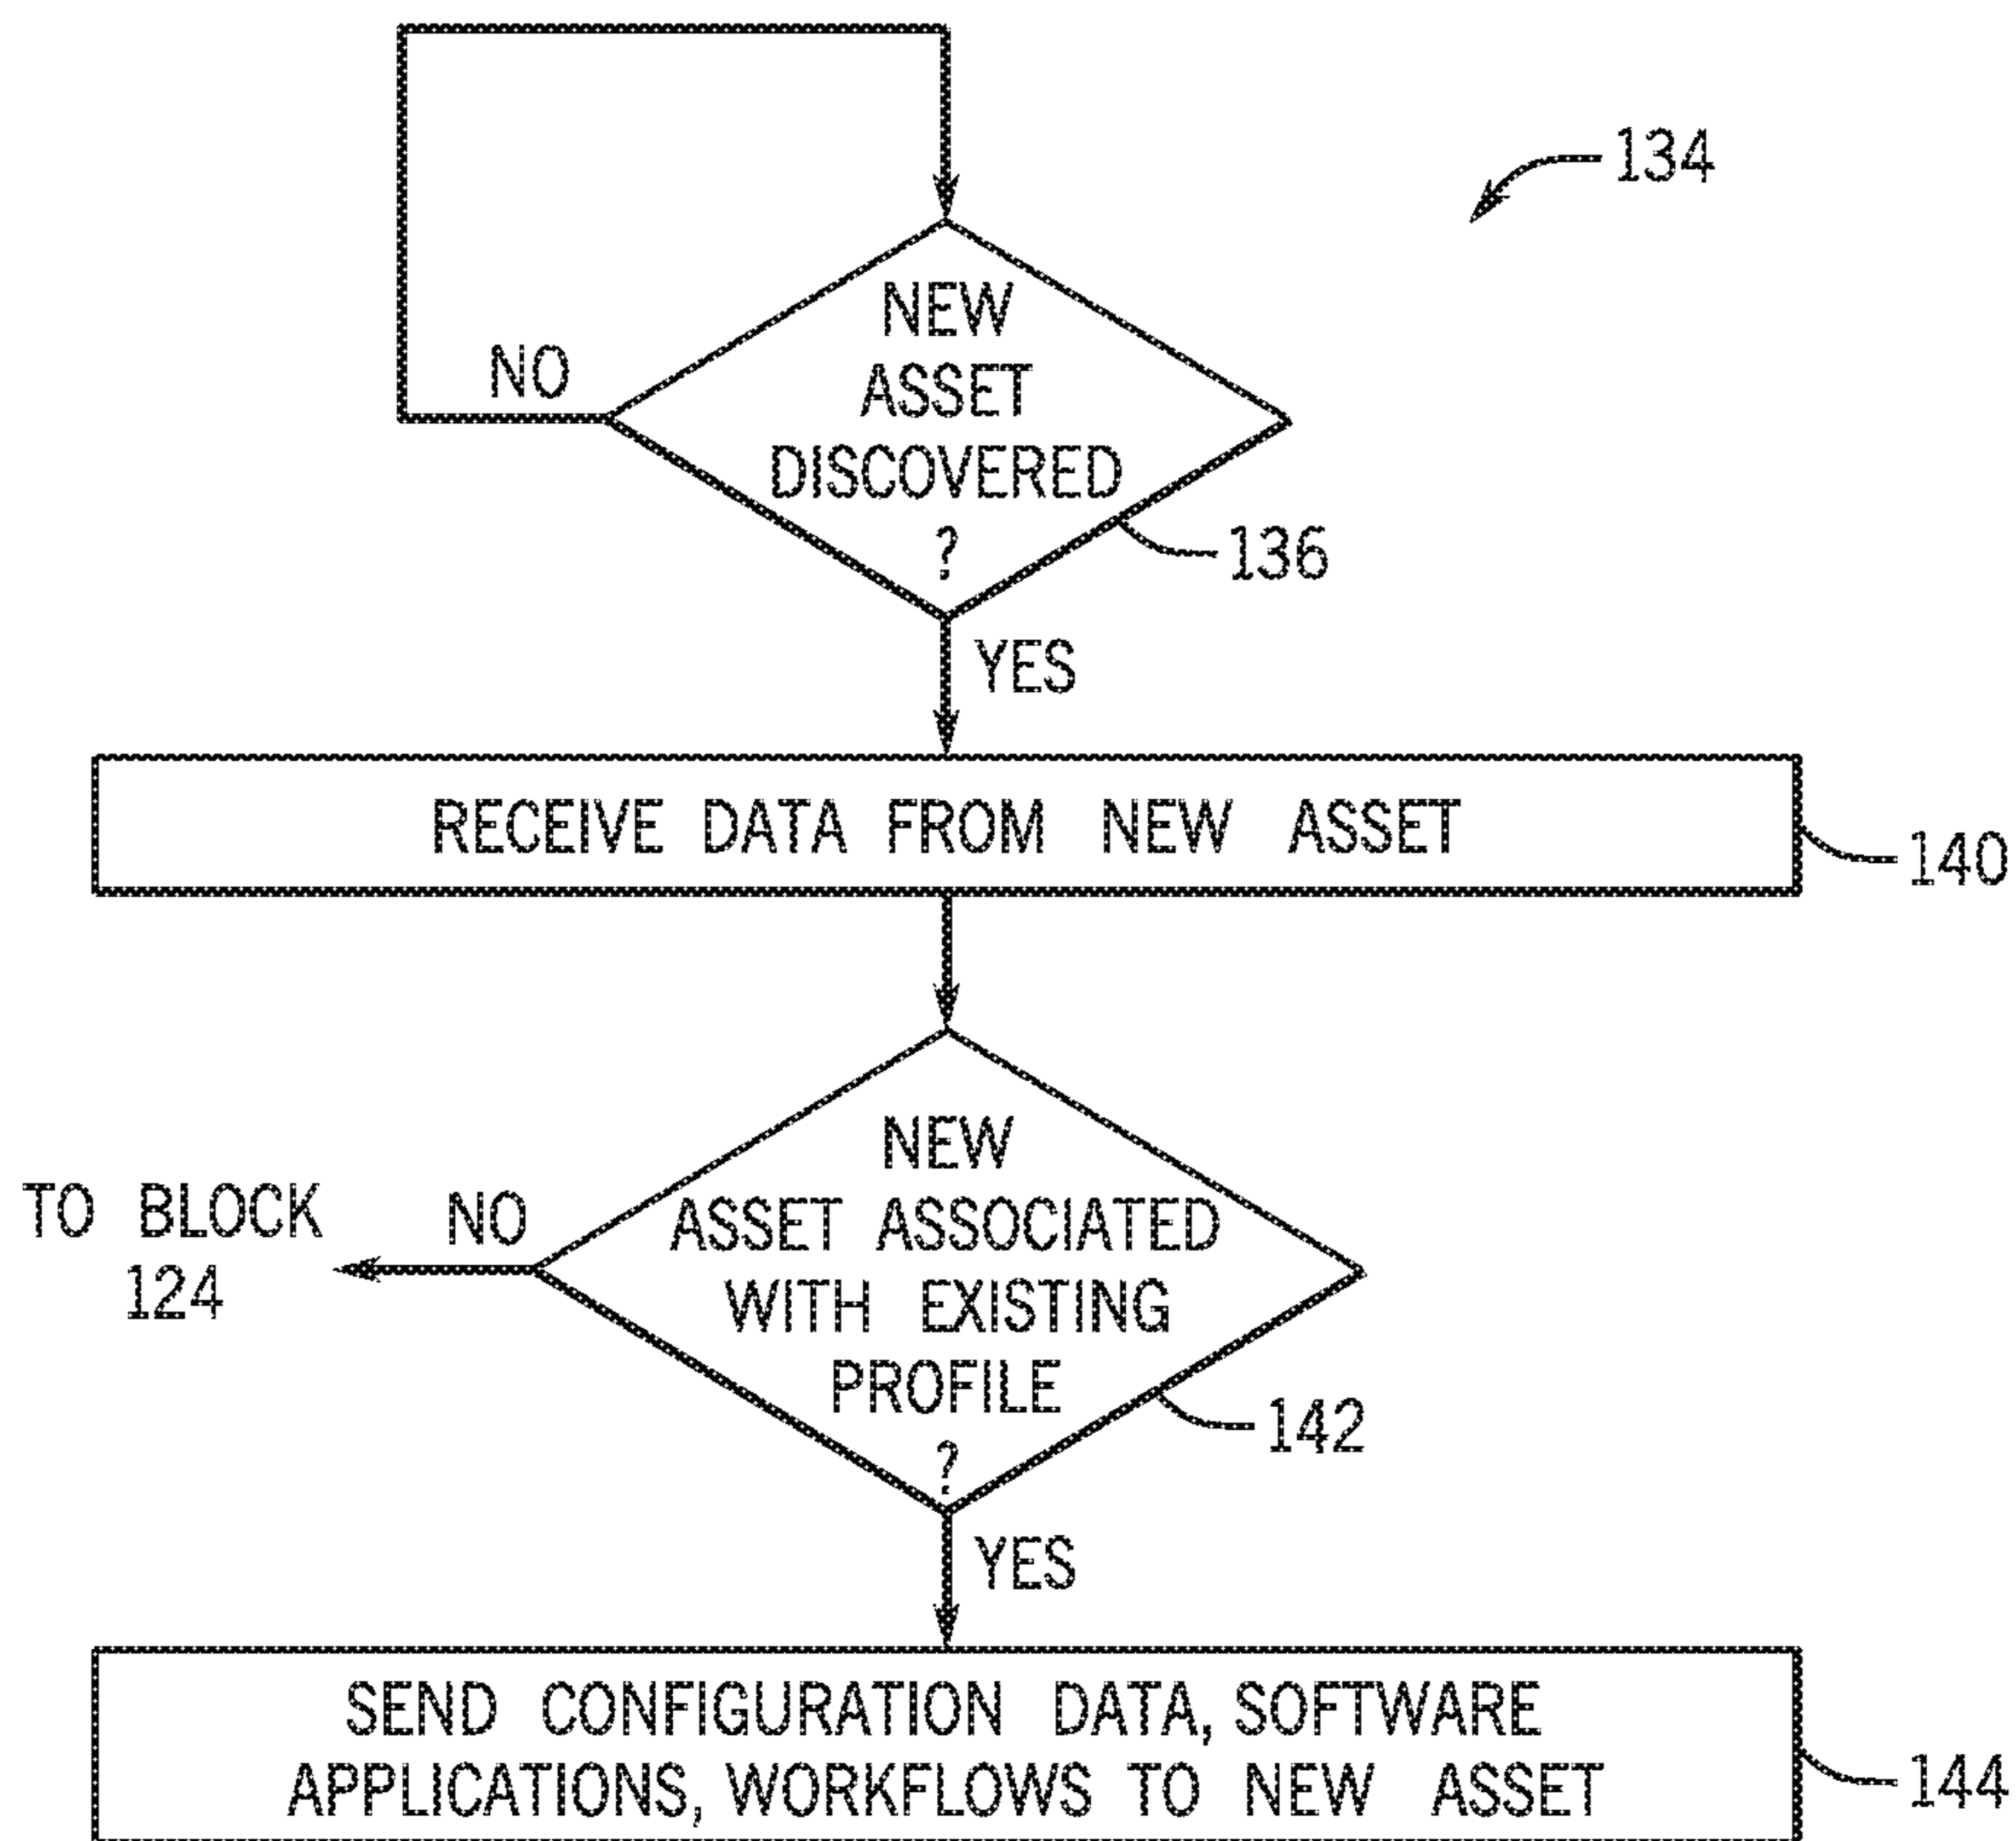 134
NEW
ASSET
DISCOVERED
?
NO
136
YES
RECEIVE DATA FROM NEW ASSET
140
NEW
ASSET ASSOCIATED
WITH EXISTING
PROFILE
?
NO
TO BLOCK
124
142
YES
SEND CONFIGURATION DATA, SOFTWARE
APPLICATIONS, WORKFLOWS TO NEW ASSET
144